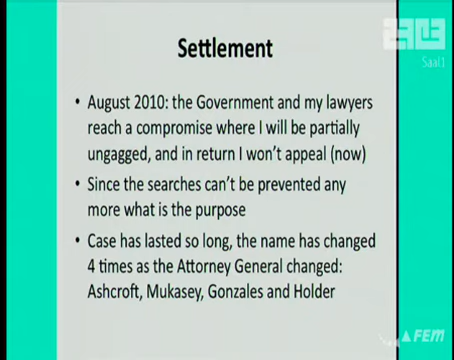 Settlement
• August 2010: the Government and my lawyers
reach a compromise where I will be partially
ungagged, and in return I won't appeal (now)
• Since the searches can't be prevented any
more what is the purpose
• Case has lasted so long, the name has changed
4 times as the Attorney General changed:
Ashcroft, Mukasey, Gonzales and Holder
Saal1
FEM